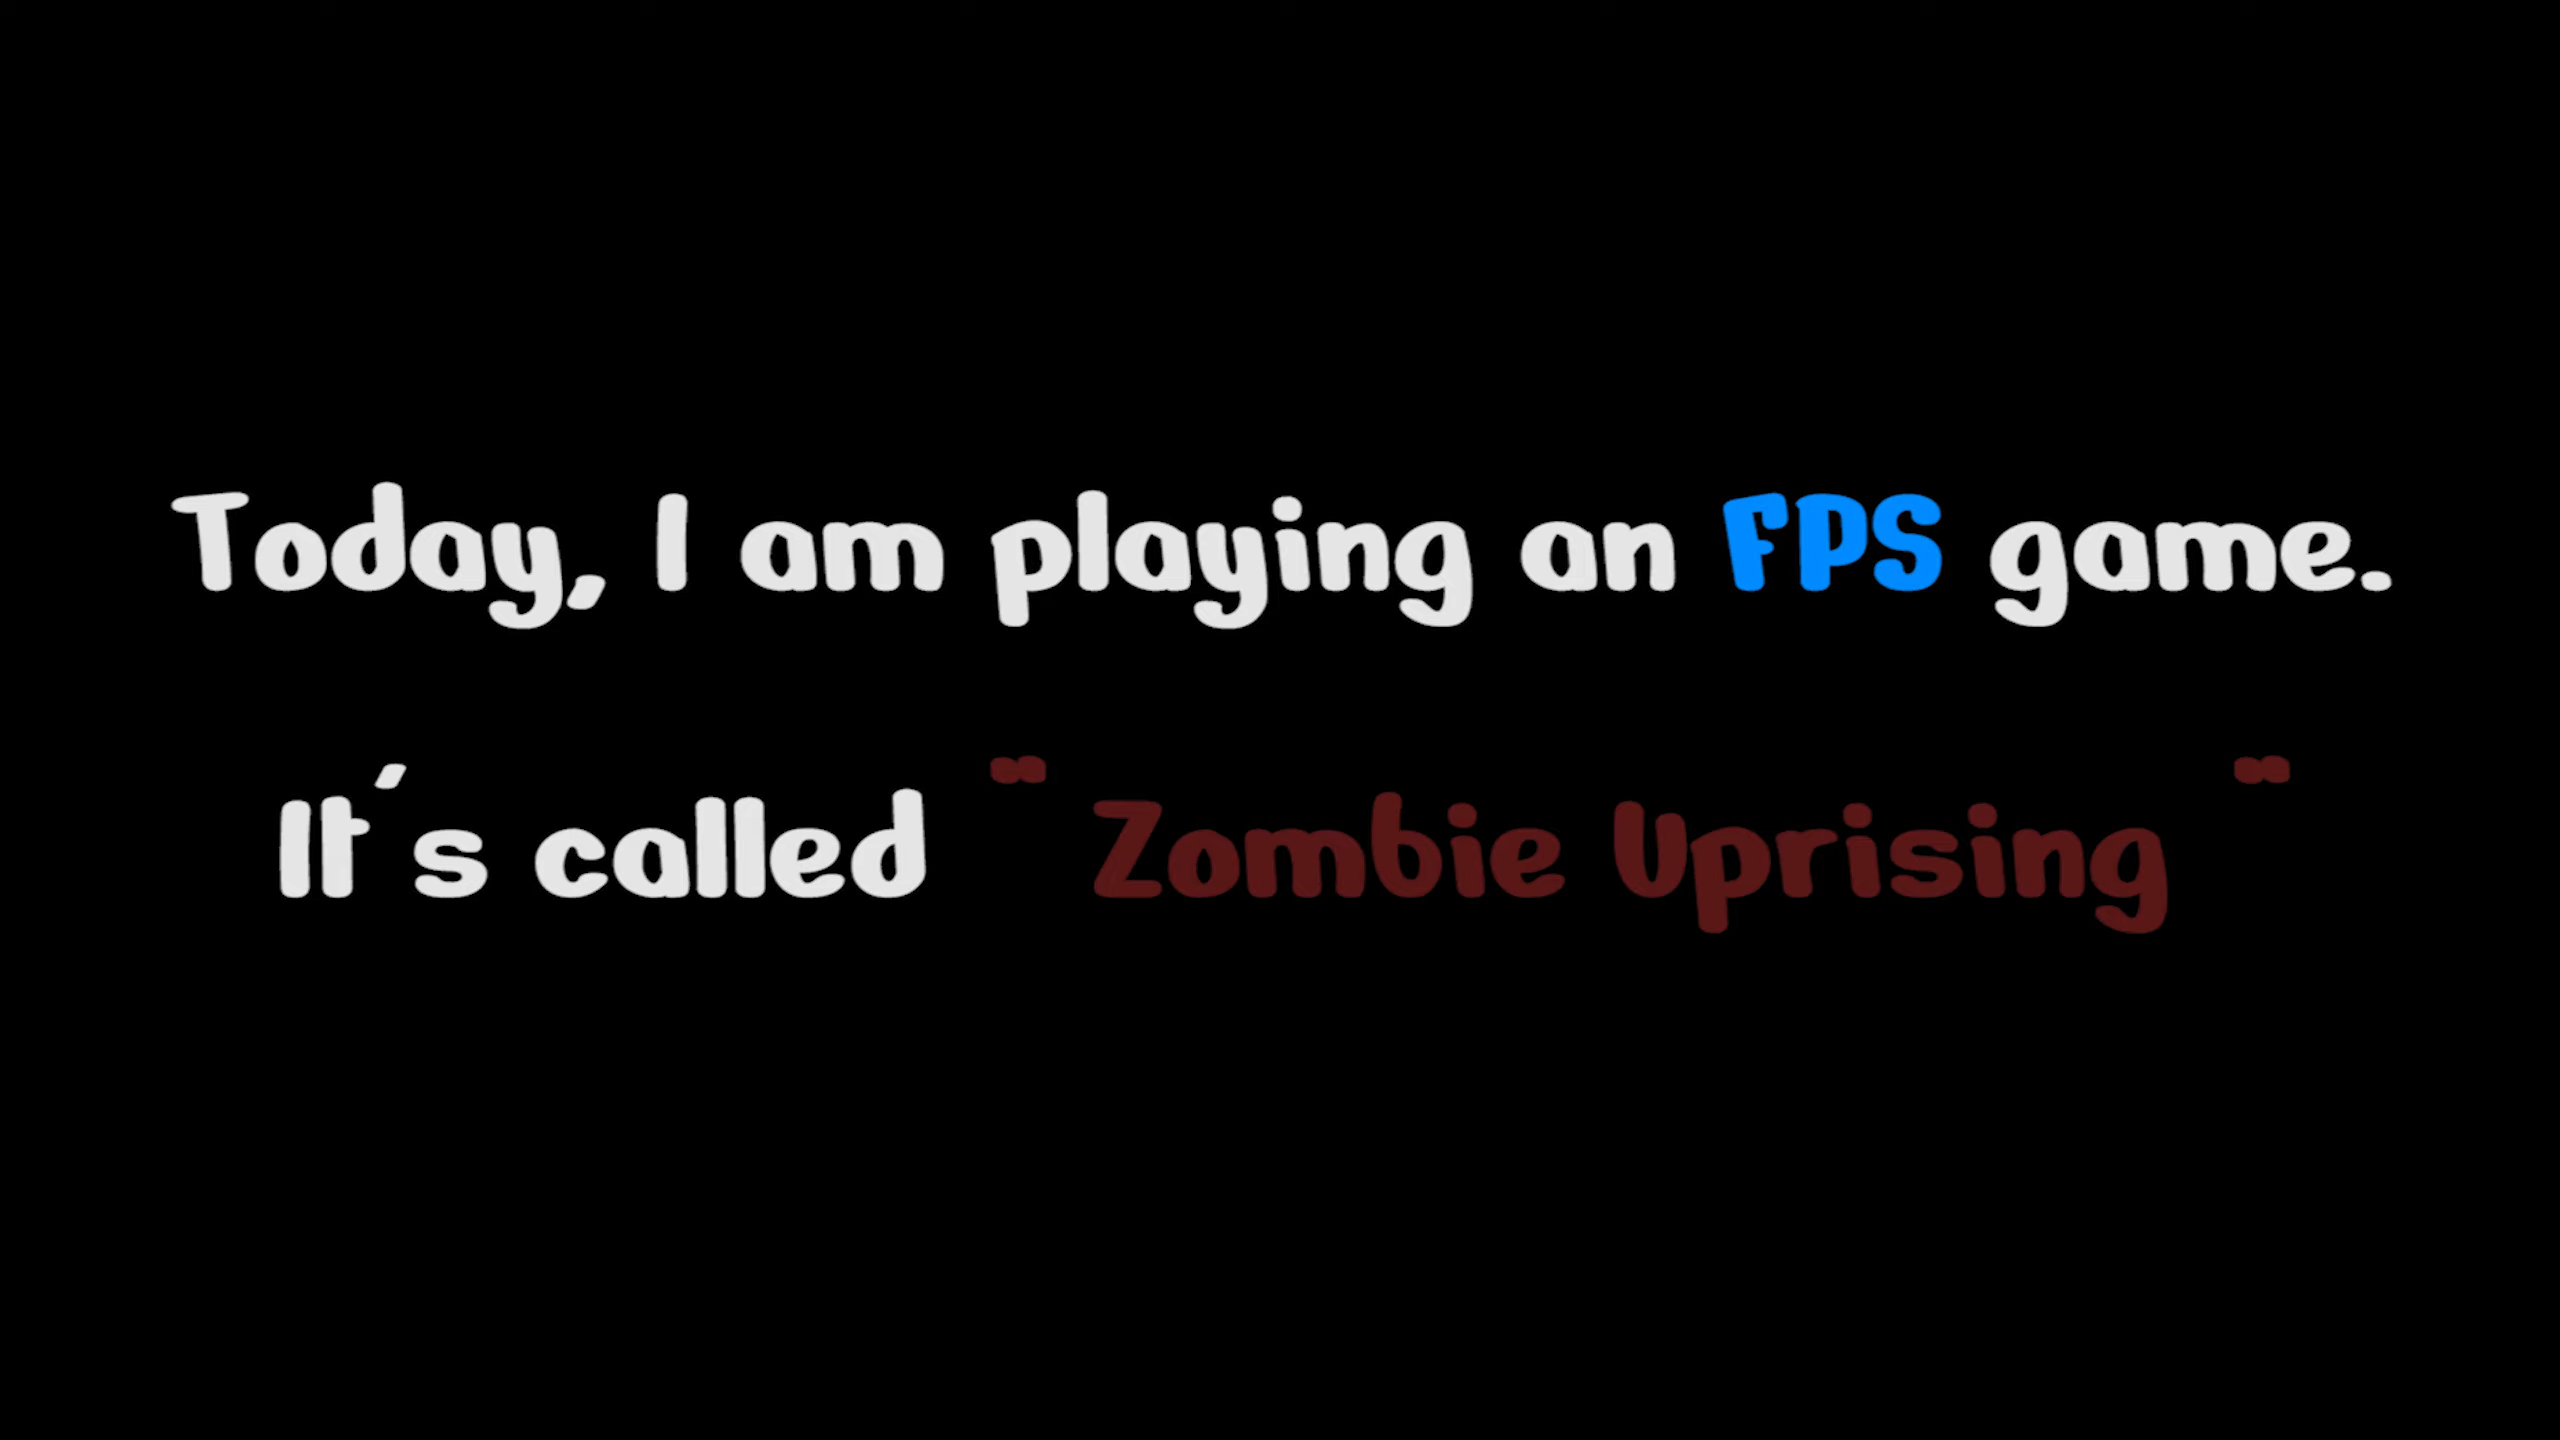 Today, I am playing an FPS game.
It´s called ¨ Zombie Uprising ¨